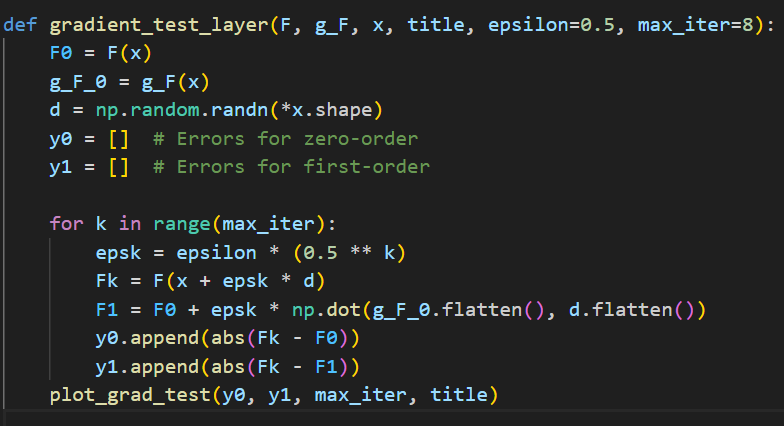 def gradient_test_layer(F, g_F, x, title, epsilon=0.5, max_iter=8):
    F0 = F(x)
    g_F_0 = g_F(x)
    d = np.random.randn(*x.shape)
    y0 = []  # Errors for zero-order
    y1 = []  # Errors for first-order

    for k in range(max_iter):
        epsk = epsilon * (0.5 ** k)
        Fk = F(x + epsk * d)
        F1 = F0 + epsk * np.dot(g_F_0.flatten(), d.flatten())
        y0.append(abs(Fk - F0))
        y1.append(abs(Fk - F1))
    plot_grad_test(y0, y1, max_iter, title)